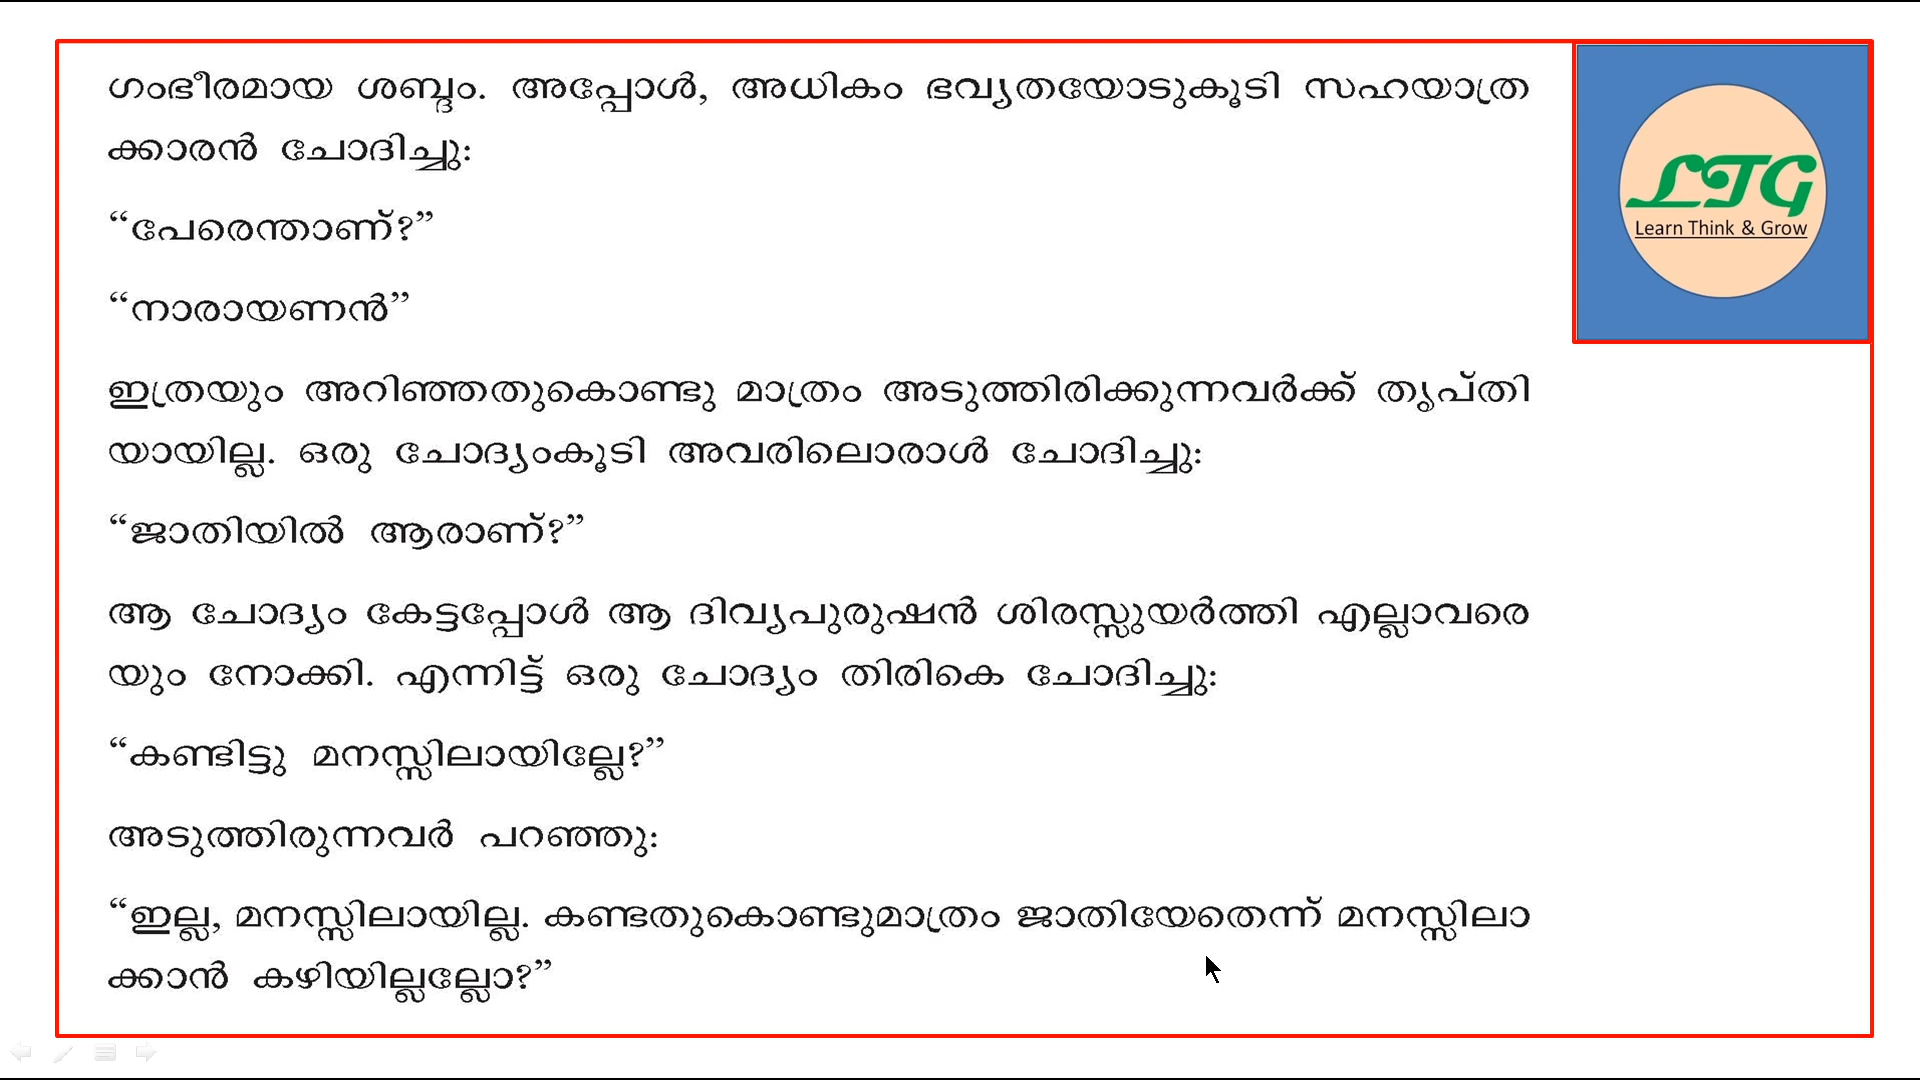 ഗംഭീരമായ ശബ്ദം. അപ്പോൾ, അധികം ഭവ്യതയോടുകൂടി സഹയാത്ര
ക്കാരൻ ചോദിച്ചു:
“പേരെന്താണ്?”
“നാരായണൻ”
ഇത്രയും അറിഞ്ഞതുകൊണ്ടു മാത്രം അടുത്തിരിക്കുന്നവർക്ക് തൃപ്തി
യായില്ല. ഒരു ചോദ്യംകൂടി അവരിലൊരാൾ ചോദിച്ചു:
“ജാതിയിൽ ആരാണ്?”
ആ ചോദ്യം കേട്ടപ്പോൾ ആ ദിവ്യപുരുഷൻ ശിരസ്സുയർത്തി എല്ലാവരെ
യും നോക്കി. എന്നിട്ട് ഒരു ചോദ്യം തിരികെ ചോദിച്ചു:
“കണ്ടിട്ടു മനസ്സിലായില്ലേ?”
അടുത്തിരുന്നവർ പറഞ്ഞു:
“ഇല്ല, മനസ്സിലായില്ല. കണ്ടതുകൊണ്ടുമാത്രം ജാതിയേതെന്ന് മനസ്സിലാ
ക്കാൻ കഴിയില്ലല്ലോ?”
LTG
Learn Think & Grow